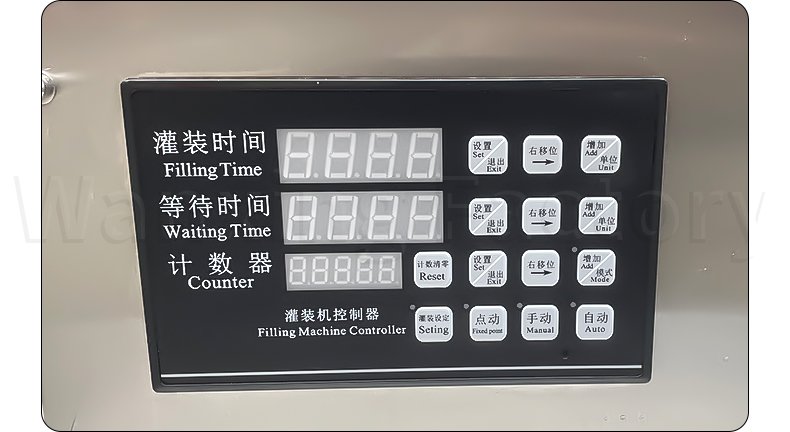 灌装时间
Filling Time
设置
Set
退出
Exit
右移位
增加
Add
单位
Unit
等待时间
Waiting Time
设置
Set
退出
Exit
右移位
增加
Add
单位
Unit
计数器
Counter
计数清零
Reset
设置
Set
退出
Exit
右移位
增加
Add
模式
Mode
灌装机控制器
Filling Machine Controller
灌装设定
Seting
点动
Fixed point
手动
Manual
自动
Auto